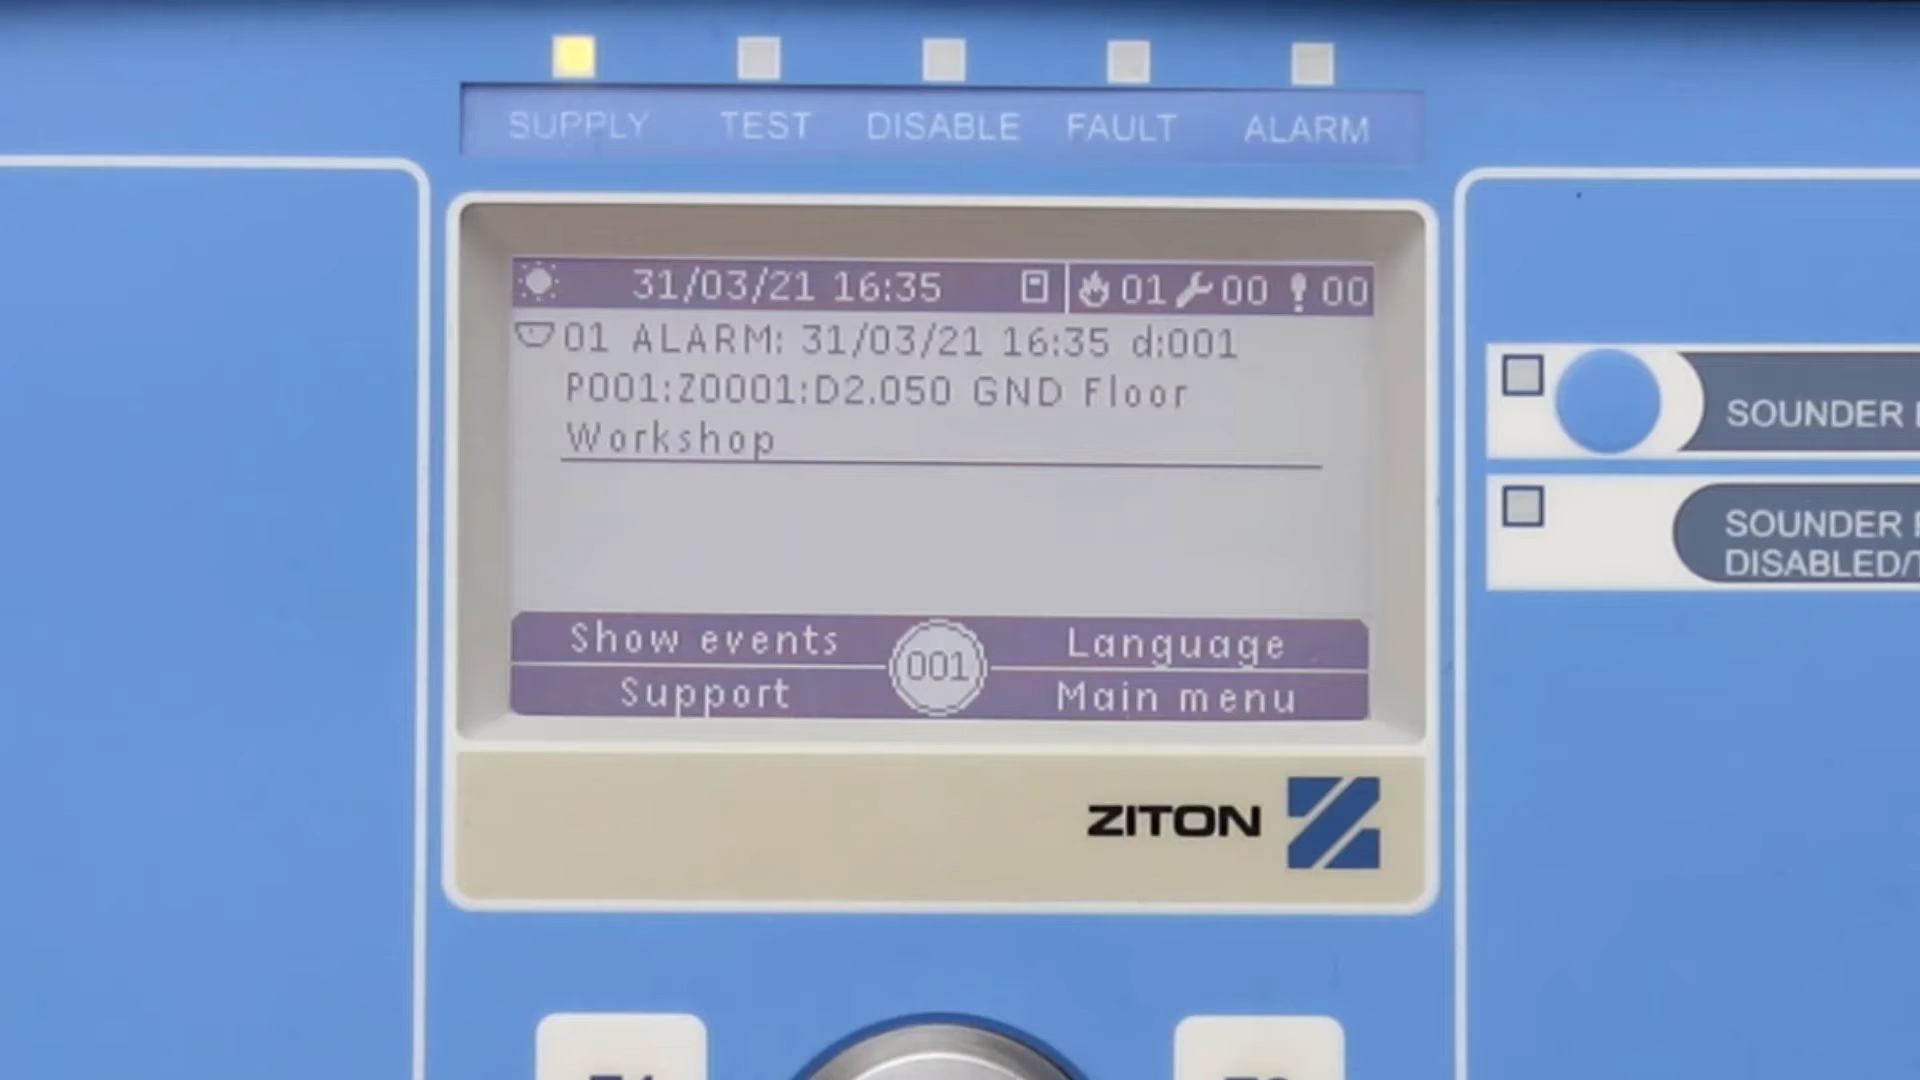 SUPPLY TEST DISABLE FAULT ALARM
31/03/21 16:35 01 00 00
01 ALARM: 31/03/21 16:35 d:001
P001:Z0001:D2.050 GND Floor
Workshop
Show events Language
001
Support Main menu
ZITON
SOUNDER
SOUNDER
DISABLED/